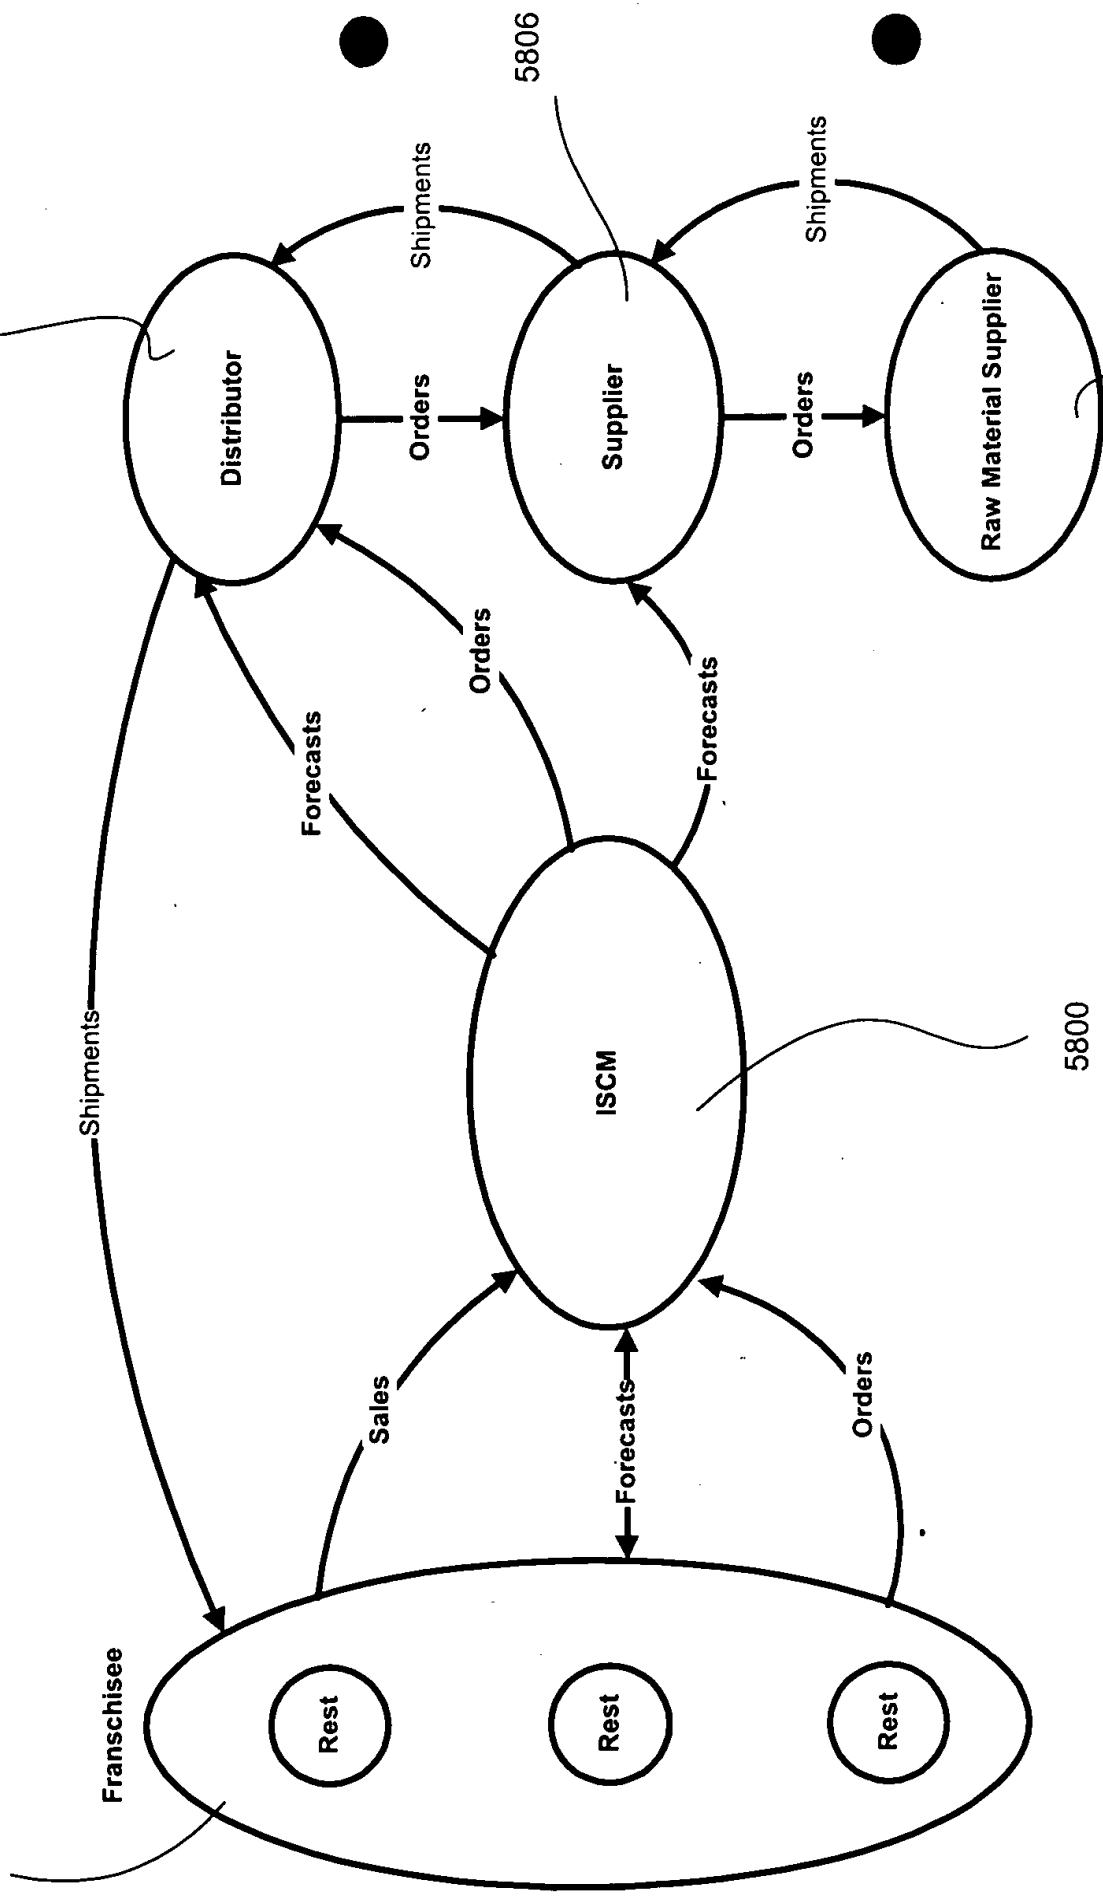 Franschisee
Rest
Rest
Rest
Shipments
Sales
Forecasts
Orders
ISCM
5800
Forecasts
Orders
Forecasts
Distributor
Orders
Shipments
Supplier
5806
Orders
Shipments
Raw Material Supplier